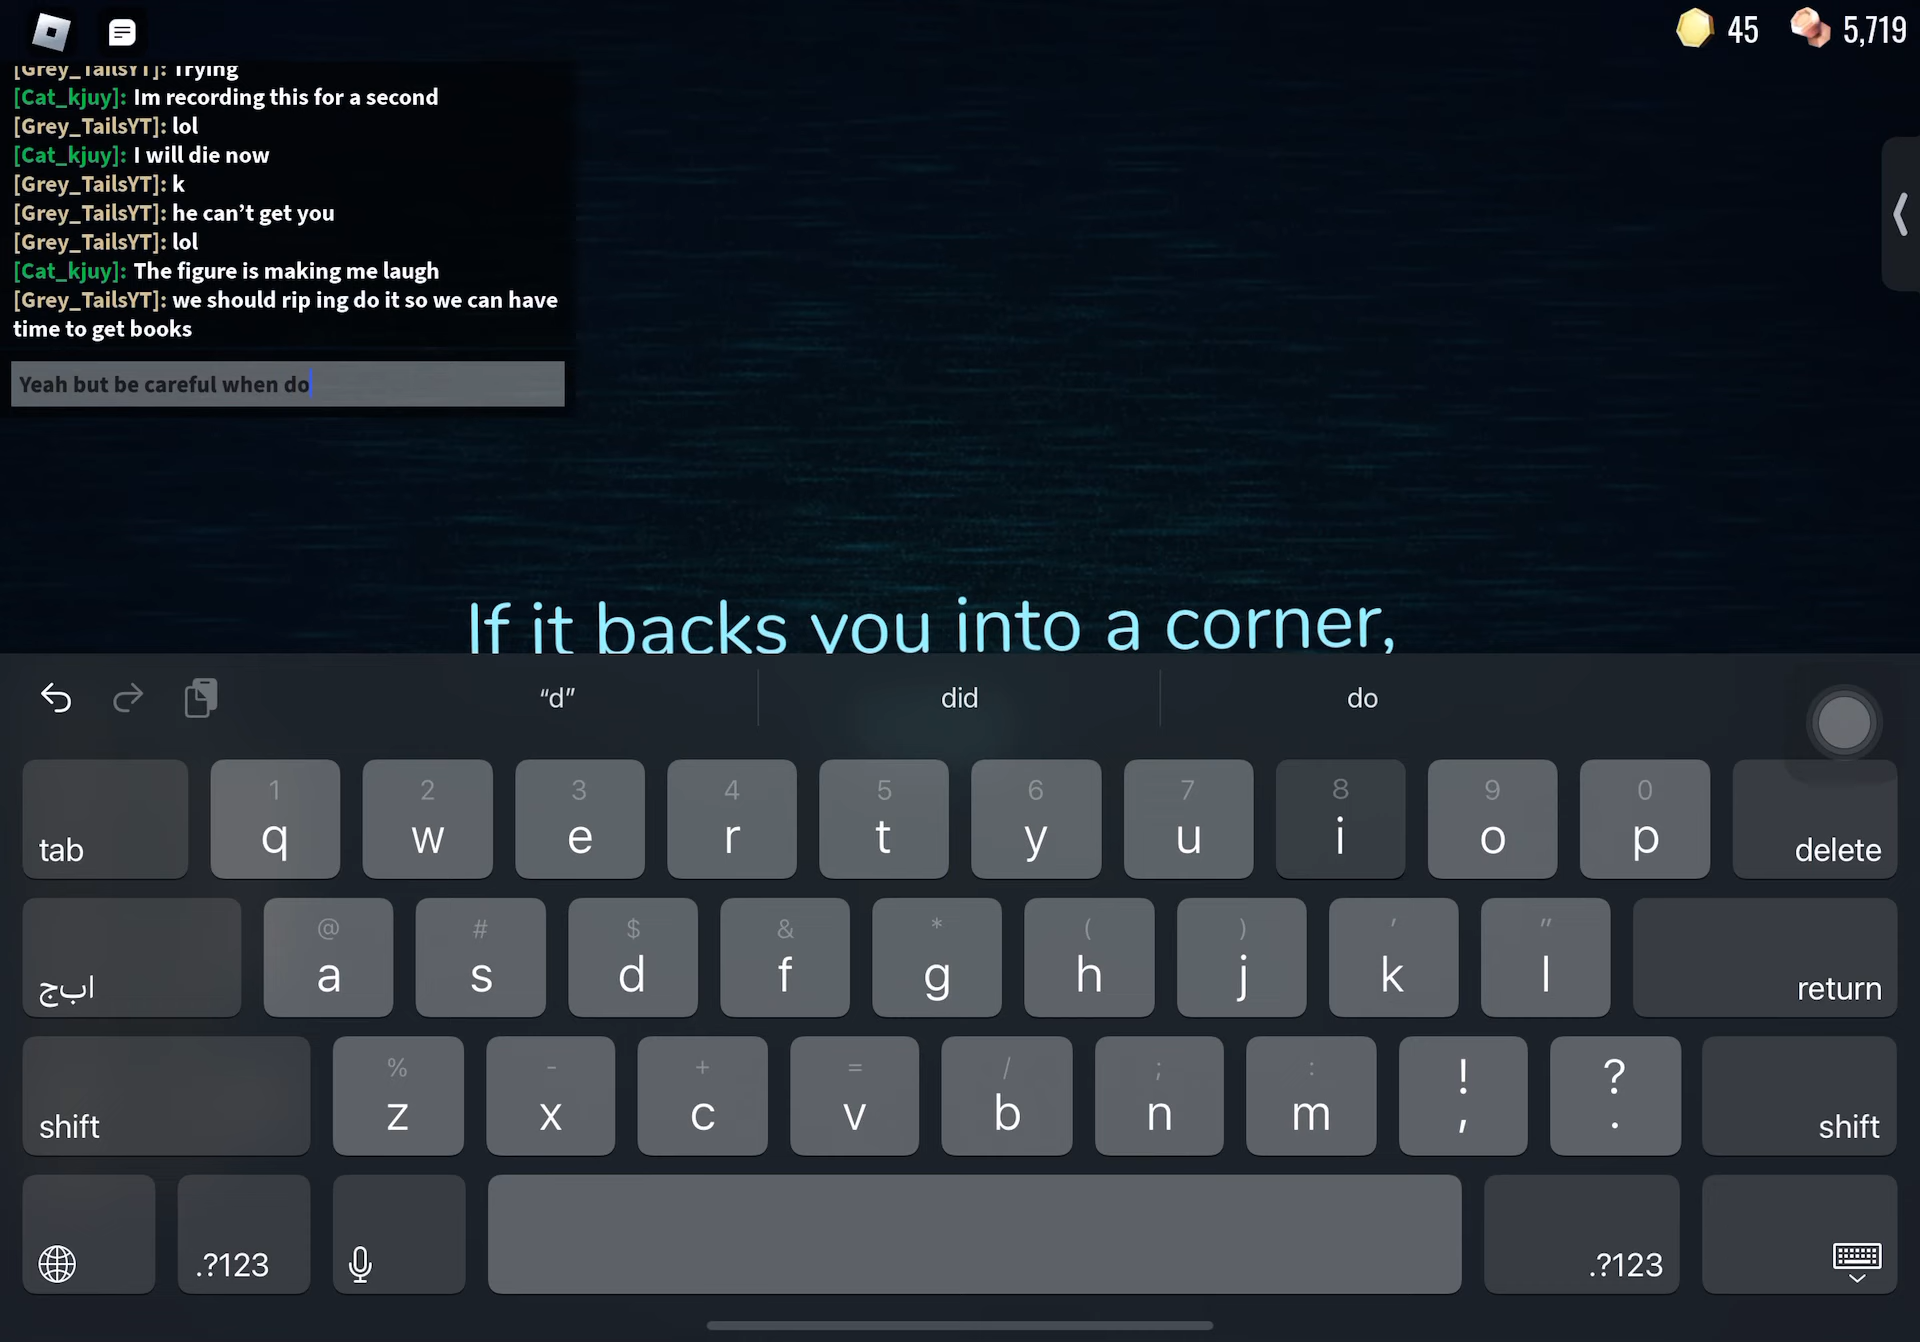 45 5,719
[Grey_TailsYT]: Trying
[Cat_kjuy]: Im recording this for a second
[Grey_TailsYT]: lol
[Cat_kjuy]: I will die now
[Grey_TailsYT]: k
[Grey_TailsYT]: he can’t get you
[Grey_TailsYT]: lol
[Cat_kjuy]: The figure is making me laugh
[Grey_TailsYT]: we should rip ing do it so we can have
time to get books
Yeah but be careful when do
If it backs you into a corner,
“d” did do
1 2 3 4 5 6 7 8 9 0
tab q w e r t y u i o p delete
@ # $ & * ( ) ' "
ابج a s d f g h j k l return
% - + = / ; : ! ?
shift z x c v b n m , . shift
.?123 .?123